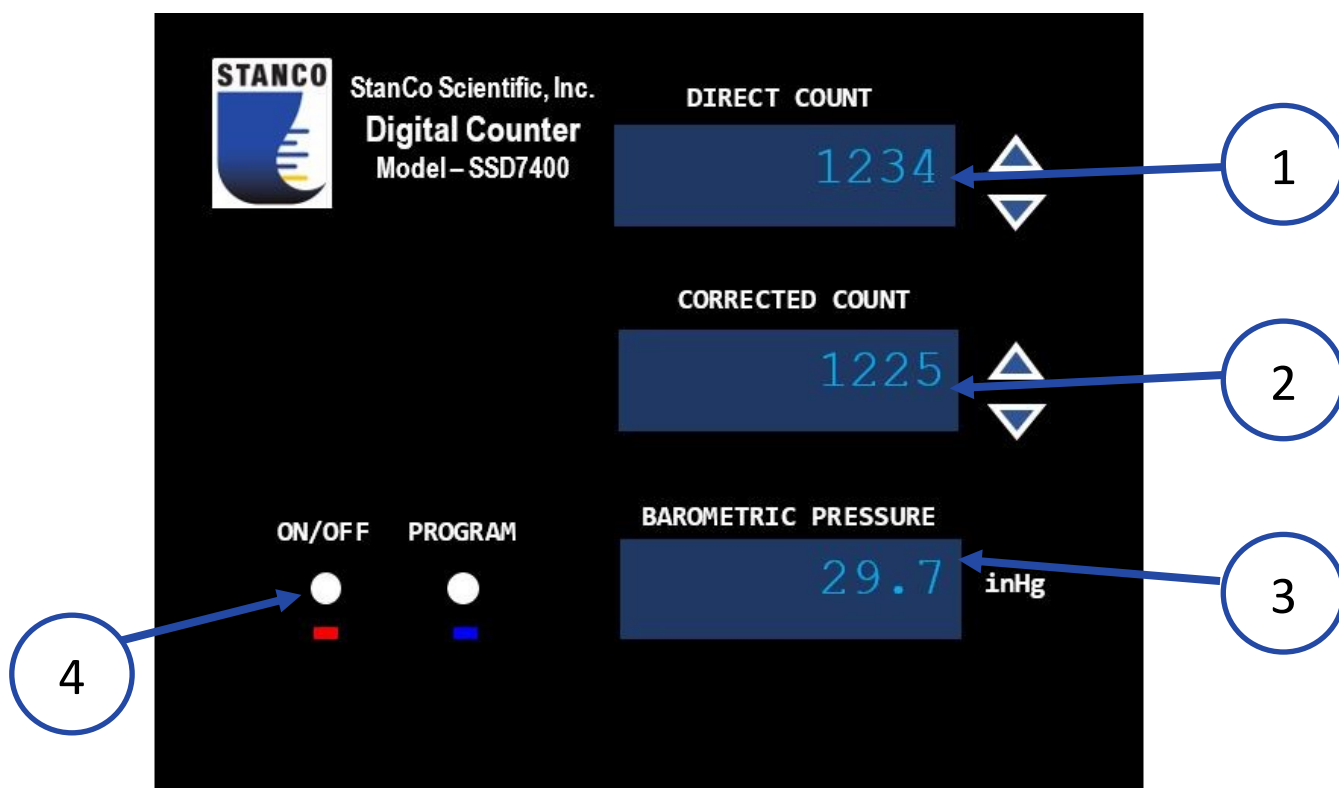 STANCO
StanCo Scientific, Inc.
Digital Counter
Model – SSD7400
DIRECT COUNT
1234
1
CORRECTED COUNT
1225
2
BAROMETRIC PRESSURE
29.7
inHg
3
ON/OFF
PROGRAM
4